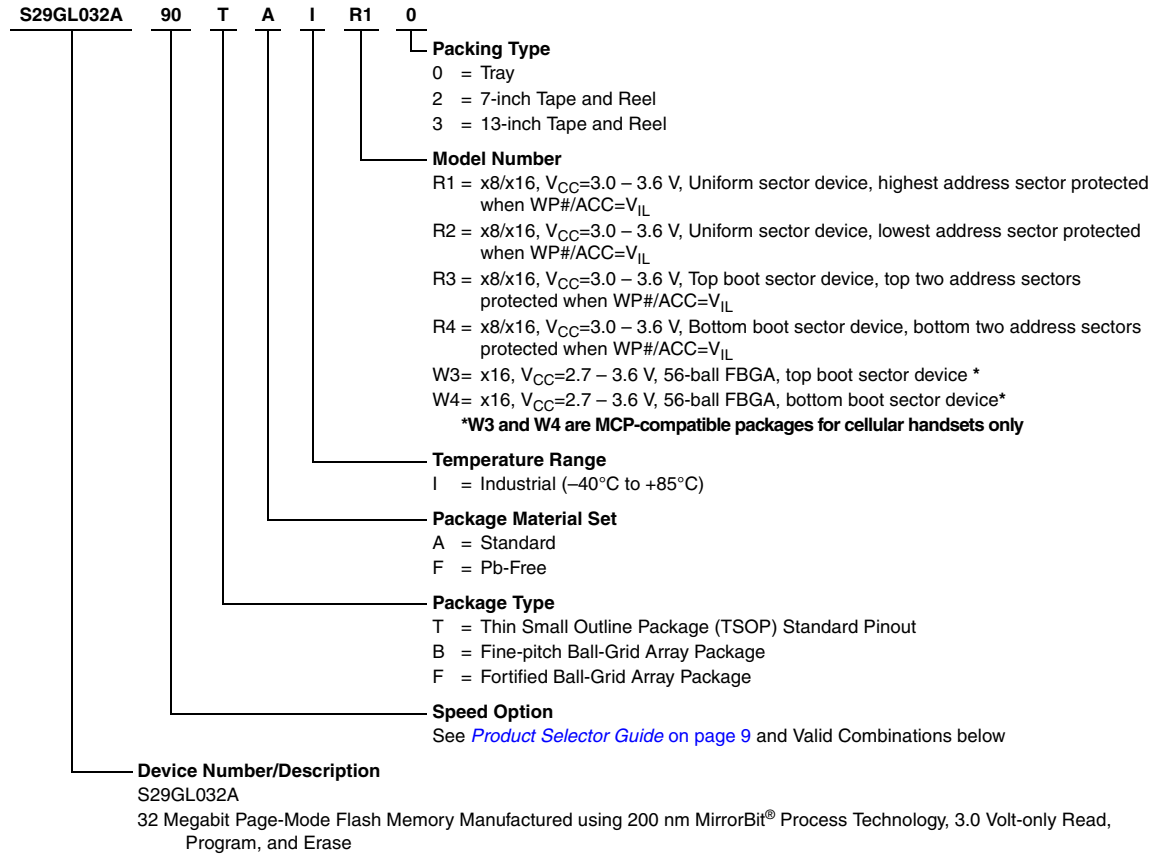 S29GL032A 90 T A I R1 0
Packing Type
0 = Tray
2 = 7-inch Tape and Reel
3 = 13-inch Tape and Reel
Model Number
R1 = x8/x16, VCC=3.0 – 3.6 V, Uniform sector device, highest address sector protected
when WP#/ACC=VIL
R2 = x8/x16, VCC=3.0 – 3.6 V, Uniform sector device, lowest address sector protected
when WP#/ACC=VIL
R3 = x8/x16, VCC=3.0 – 3.6 V, Top boot sector device, top two address sectors
protected when WP#/ACC=VIL
R4 = x8/x16, VCC=3.0 – 3.6 V, Bottom boot sector device, bottom two address sectors
protected when WP#/ACC=VIL
W3= x16, VCC=2.7 – 3.6 V, 56-ball FBGA, top boot sector device *
W4= x16, VCC=2.7 – 3.6 V, 56-ball FBGA, bottom boot sector device*
*W3 and W4 are MCP-compatible packages for cellular handsets only
Temperature Range
I = Industrial (–40°C to +85°C)
Package Material Set
A = Standard
F = Pb-Free
Package Type
T = Thin Small Outline Package (TSOP) Standard Pinout
B = Fine-pitch Ball-Grid Array Package
F = Fortified Ball-Grid Array Package
Speed Option
See Product Selector Guide on page 9 and Valid Combinations below
Device Number/Description
S29GL032A
32 Megabit Page-Mode Flash Memory Manufactured using 200 nm MirrorBit® Process Technology, 3.0 Volt-only Read,
Program, and Erase